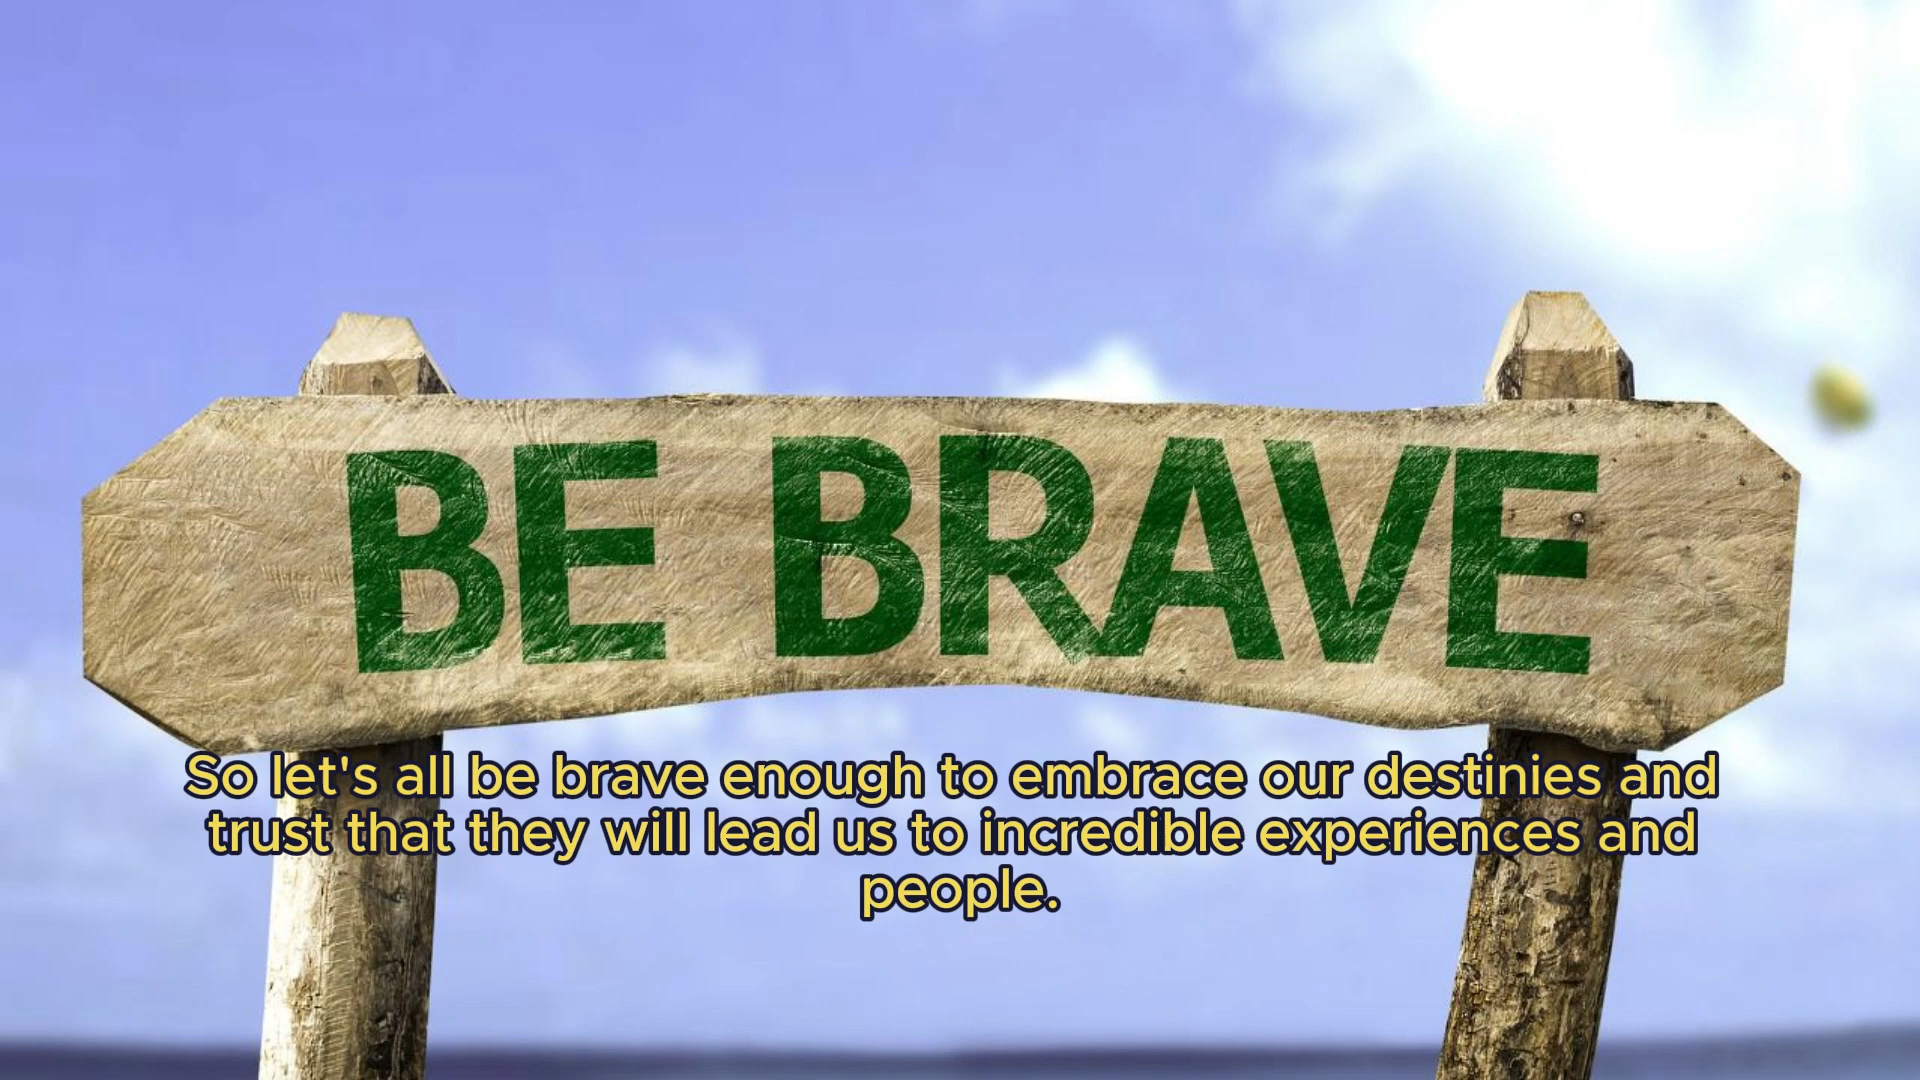 BE BRAVE
So let's all be brave enough to embrace our destinies and
trust that they will lead us to incredible experiences and
people.